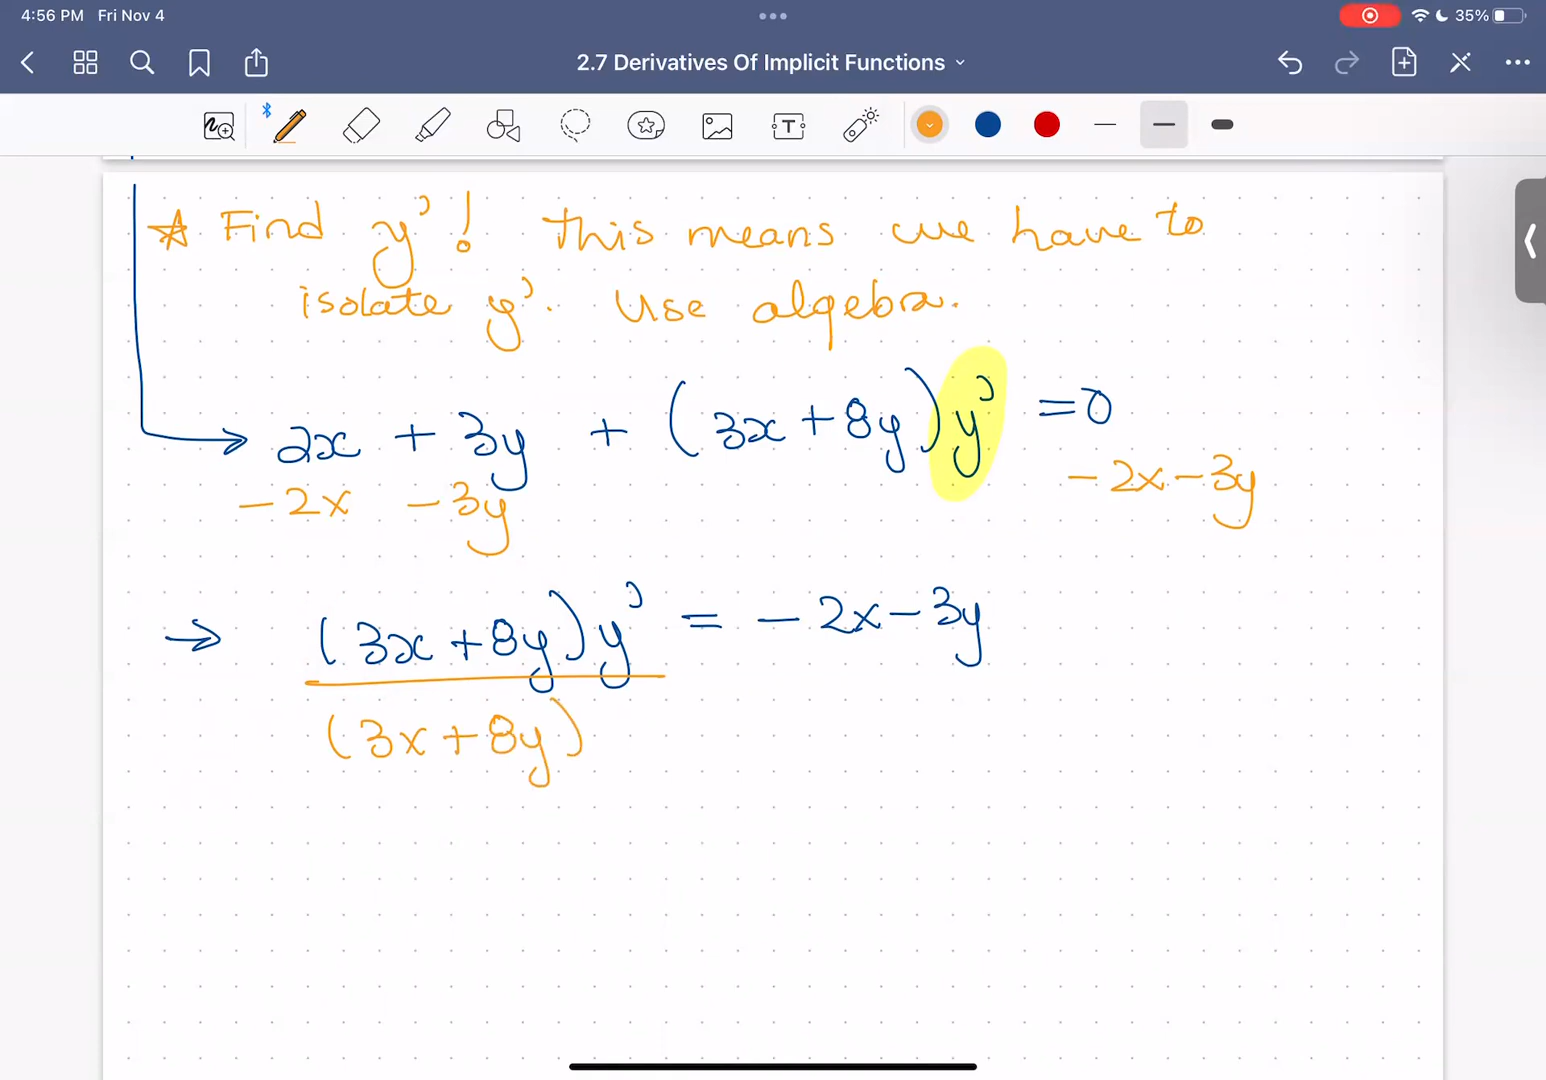 4:56 PM Fri Nov 4
35%
2.7 Derivatives Of Implicit Functions
T
☆ Find y'! This means we have to
isolate y'. Use algebra.
2x + 3y + (3x + 8y) y' = 0
- 2x - 3y - 2x - 3y
→ (3x + 8y) y' = - 2x - 3y
(3x + 8y)